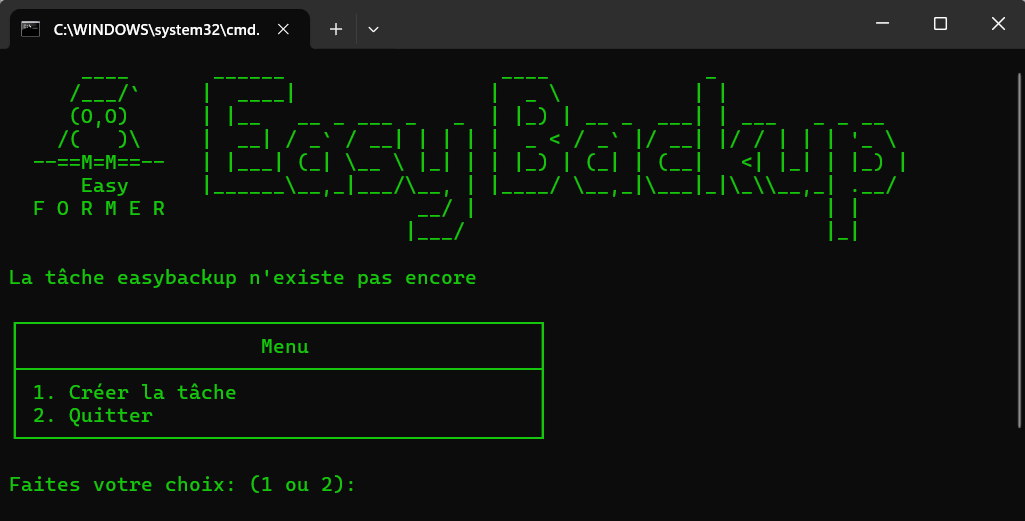 C:\WINDOWS\system32\cmd.
EasyBackup
Easy
F O R M E R
La tâche easybackup n'existe pas encore
Menu
1. Créer la tâche
2. Quitter
Faites votre choix: (1 ou 2):